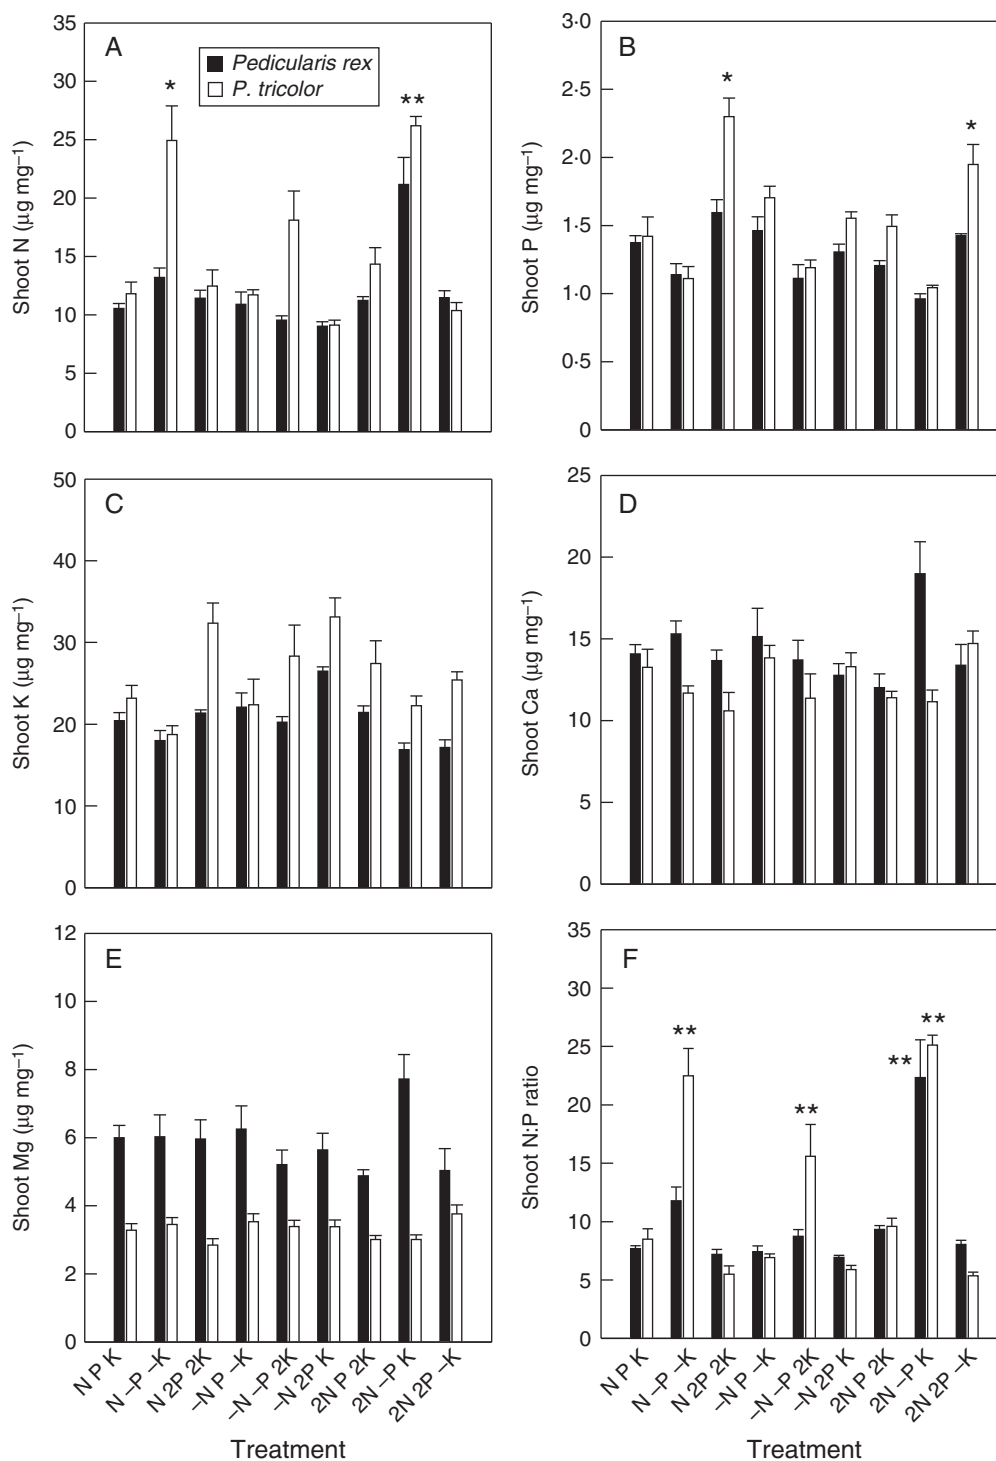 A
Pedicularis rex
P. tricolor
35
30
25
20
15
10
5
0
Shoot N (µg mg⁻¹)
*
**
B
3·0
2·5
2·0
1·5
1·0
0·5
0
Shoot P (µg mg⁻¹)
*
*
C
50
40
30
20
10
0
Shoot K (µg mg⁻¹)
D
25
20
15
10
5
0
Shoot Ca (µg mg⁻¹)
E
12
10
8
6
4
2
0
Shoot Mg (µg mg⁻¹)
N P K
N −P −K
N 2P 2K
−N P −K
−N −P 2K
−N 2P K
2N P 2K
2N −P K
2N 2P −K
Treatment
F
35
30
25
20
15
10
5
0
Shoot N:P ratio
**
**
**
**
N P K
N −P −K
N 2P 2K
−N P −K
−N −P 2K
−N 2P K
2N P 2K
2N −P K
2N 2P −K
Treatment